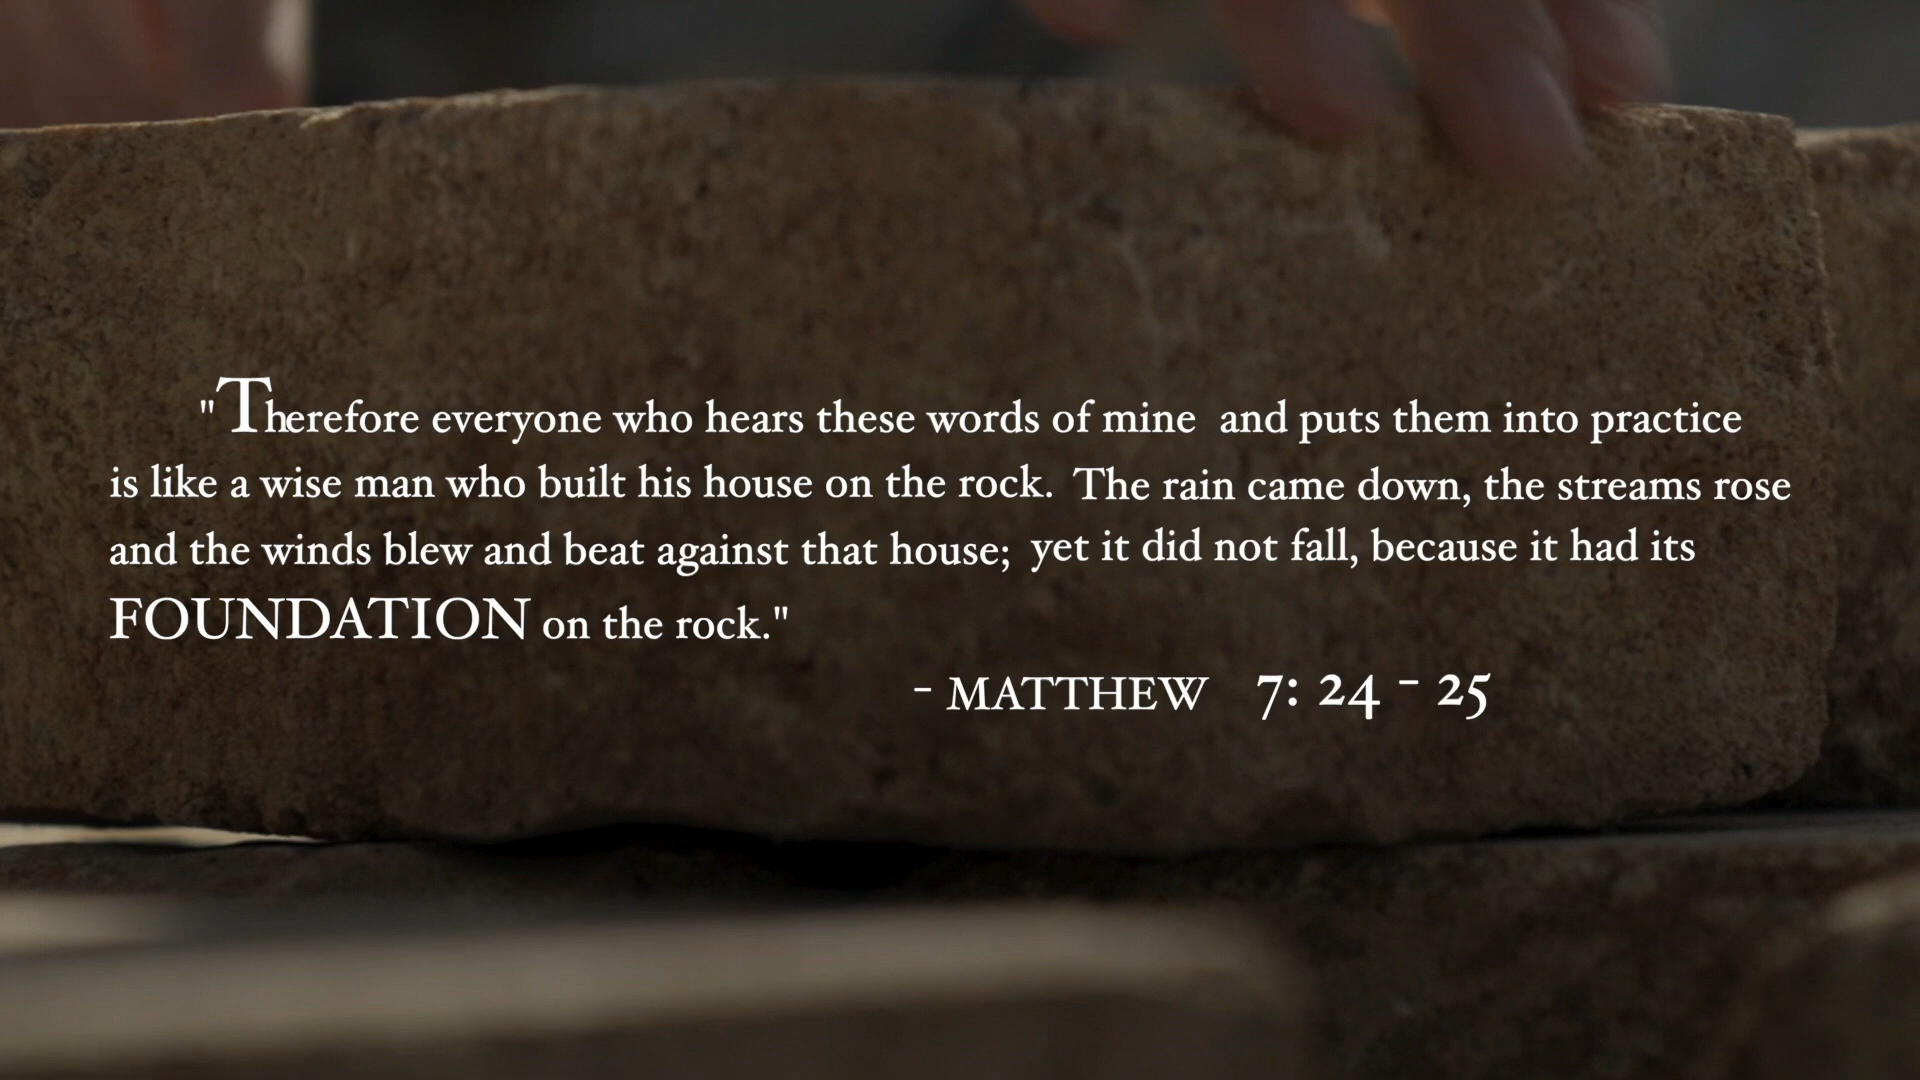 "Therefore everyone who hears these words of mine and puts them into practice
is like a wise man who built his house on the rock. The rain came down, the streams rose
and the winds blew and beat against that house; yet it did not fall, because it had its
FOUNDATION on the rock."
- MATTHEW 7: 24 - 25